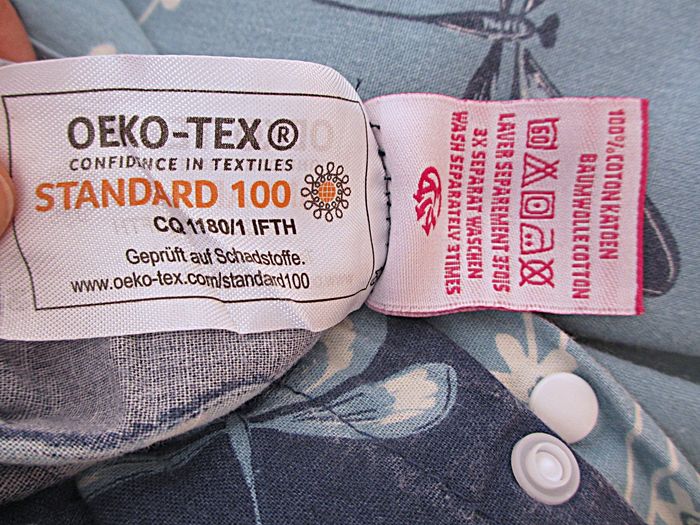 OEKO-TEX®
CONFIDENCE IN TEXTILES
STANDARD 100
CQ 1180/1 IFTH
Geprüft auf Schadstoffe.
www.oeko-tex.com/standard100
100%COTON KATOEN
BAUMWOLLE COTTON
60
LAVER SEPAREMENT 3FOIS
3X SEPARAT WASCHEN
WASH SEPARATELY 3TIMES